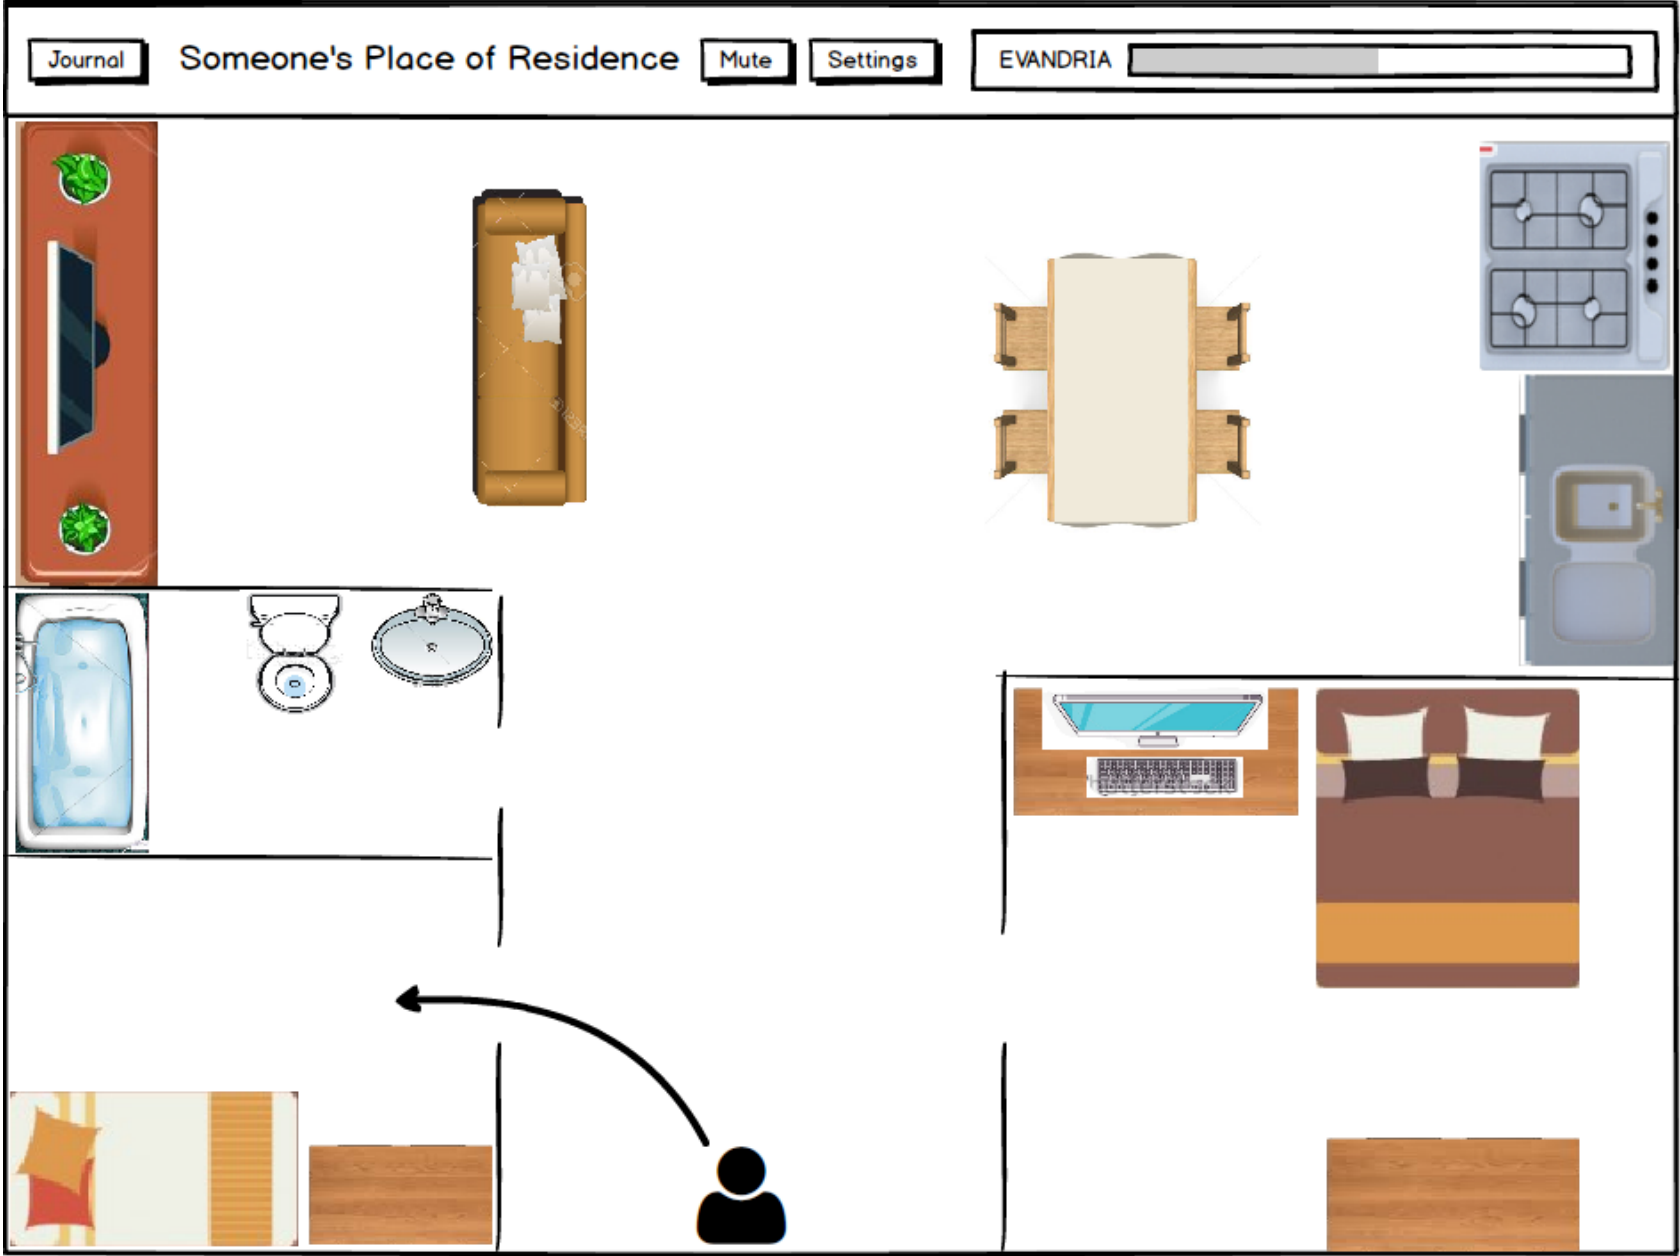 Journal
Someone's Place of Residence
Mute
Settings
EVANDRIA